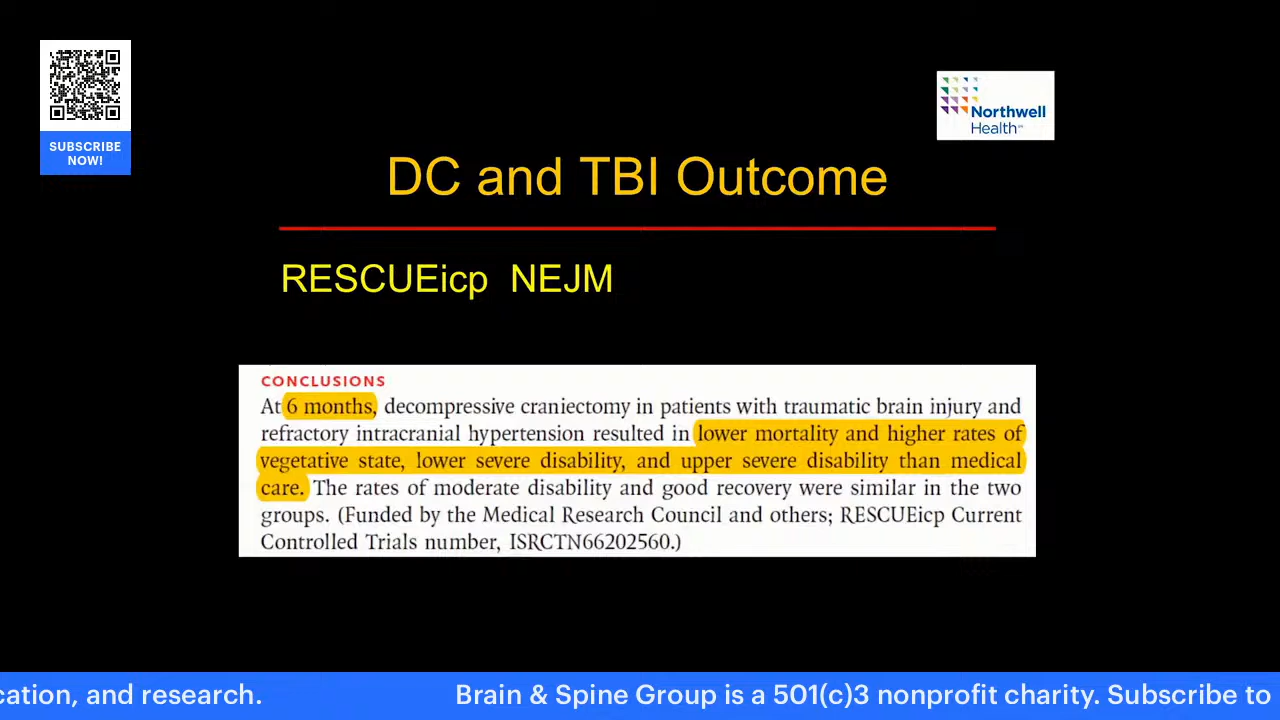 SUBSCRIBE
NOW!
Northwell
Health
DC and TBI Outcome
RESCUEicp NEJM
CONCLUSIONS
At 6 months, decompressive craniectomy in patients with traumatic brain injury and
refractory intracranial hypertension resulted in lower mortality and higher rates of
vegetative state, lower severe disability, and upper severe disability than medical
care. The rates of moderate disability and good recovery were similar in the two
groups. (Funded by the Medical Research Council and others; RESCUEicp Current
Controlled Trials number, ISRCTN66202560.)
cation, and research. Brain & Spine Group is a 501(c)3 nonprofit charity. Subscribe to